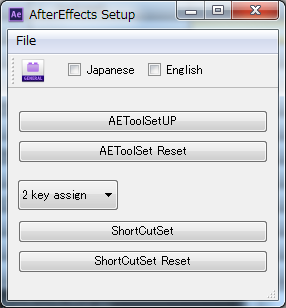 Ae AfterEffects Setup
File
GENERAL Japanese English
AEToolSetUP
AEToolSet Reset
2 key assign
ShortCutSet
ShortCutSet Reset